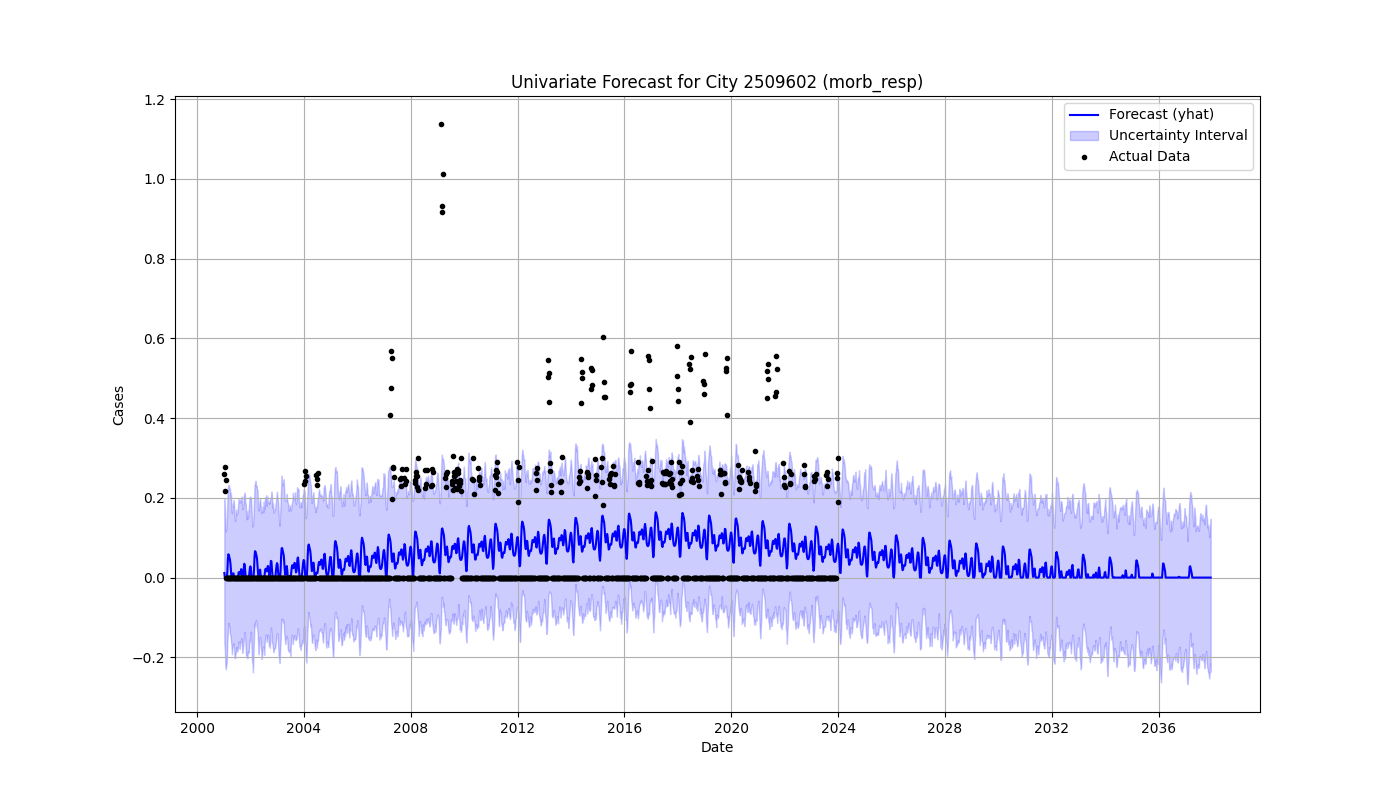 Univariate Forecast for City 2509602 (morb_resp)
Forecast (yhat)
Uncertainty Interval
Actual Data
Cases
1.2
1.0
0.8
0.6
0.4
0.2
0.0
−0.2
2000 2004 2008 2012 2016 2020 2024 2028 2032 2036
Date